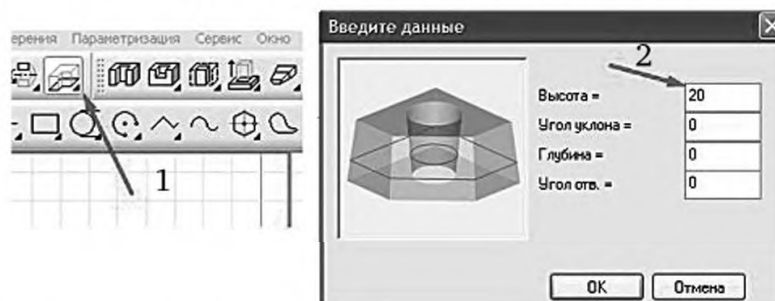 ерения Параметризация Сервис Окно
1
Введите данные
2
Высота = 20
Угол уклона = 0
Глубина = 0
Угол отв. = 0
OK Отмена